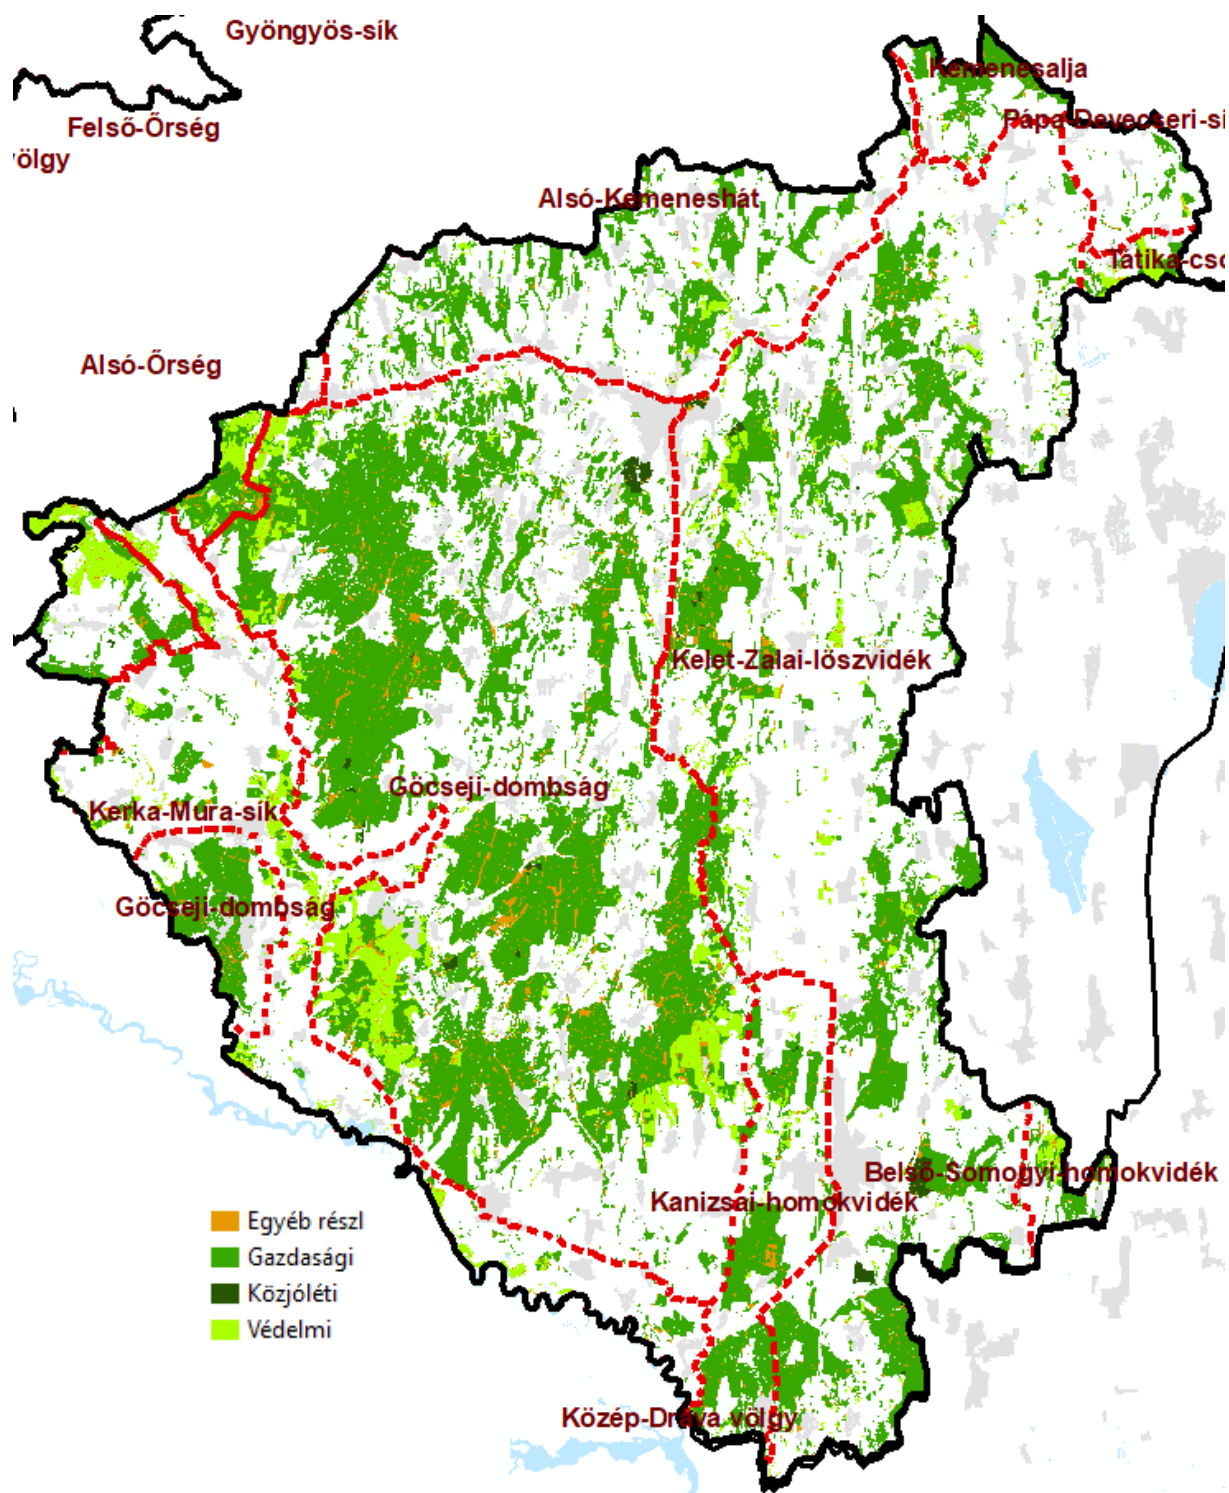 Gyöngyös-sík
Kemenesalja
Pápa-Devecseri-sí
Felső-Őrség
völgy
Alsó-Kemeneshát
Tátika-cso
Alsó-Őrség
Kelet-Zalai-löszvidék
Göcseji-dombság
Kerka-Mura-sík
Göcseji-dombság
Belső-Somogyi-homokvidék
Kanizsai-homokvidék
Egyéb részl
Gazdasági
Közjóléti
Védelmi
Közép-Dráva völgy